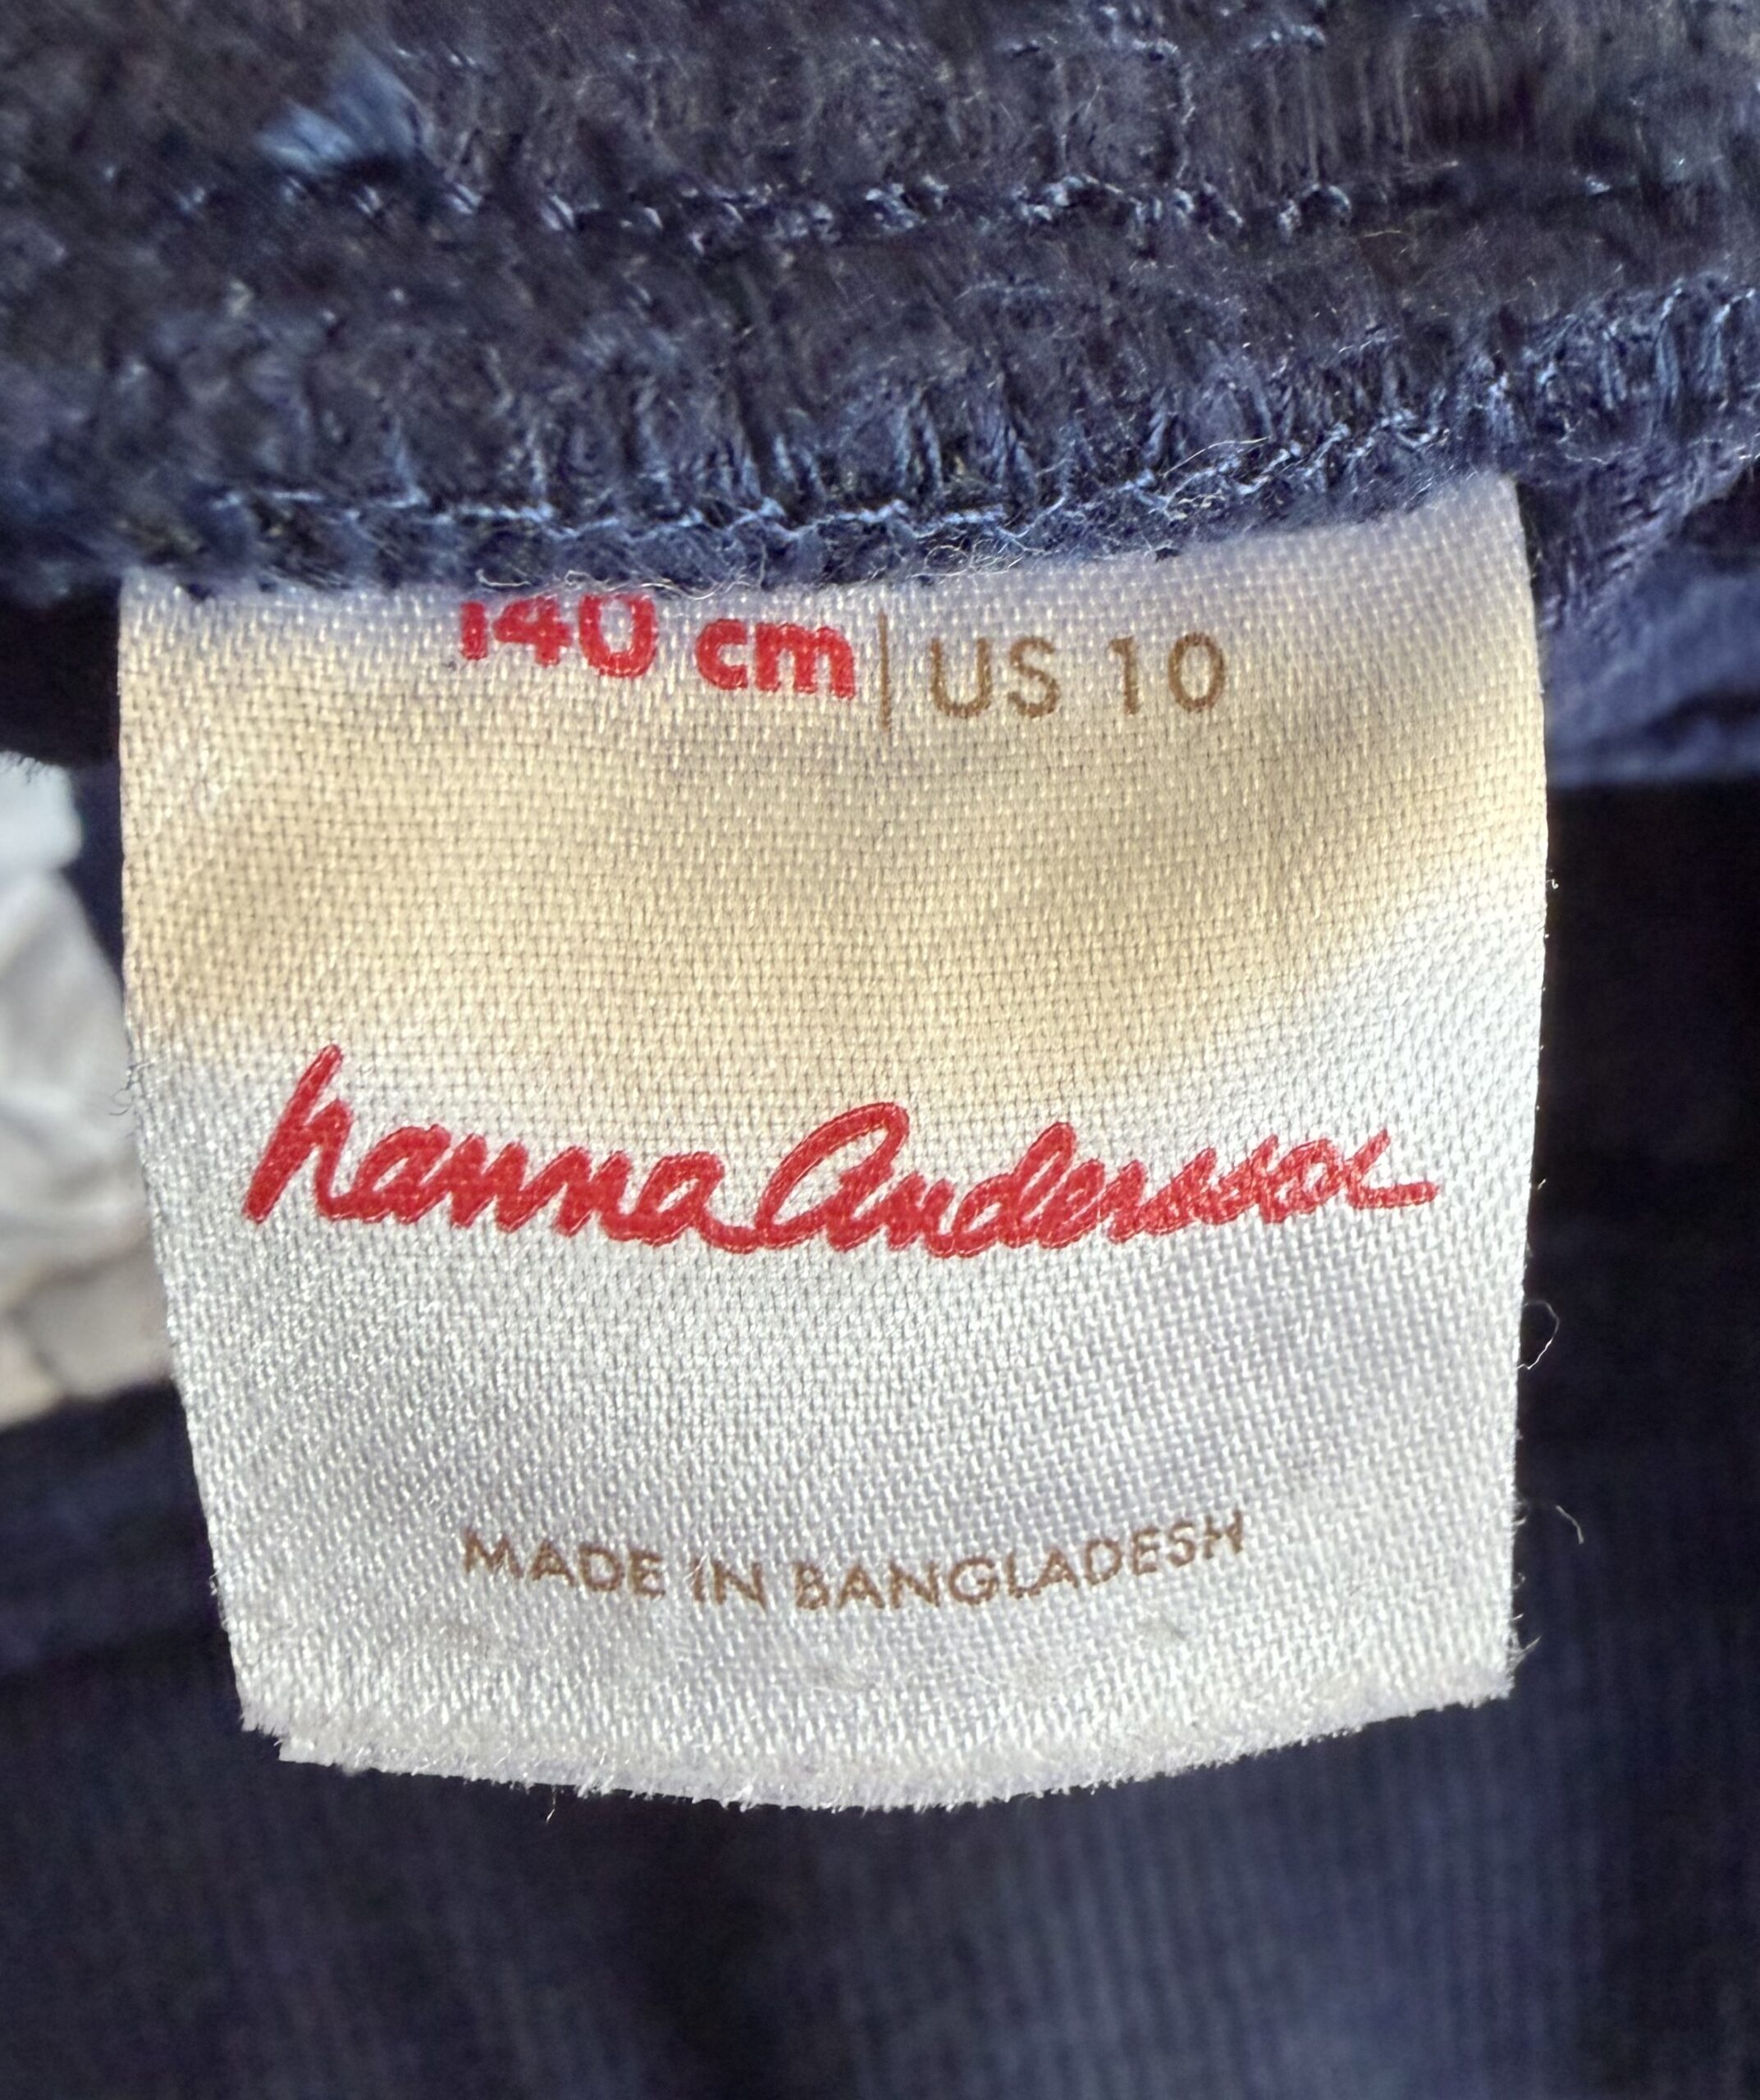 140 cm | US 10
hanna Andersson
MADE IN BANGLADESH